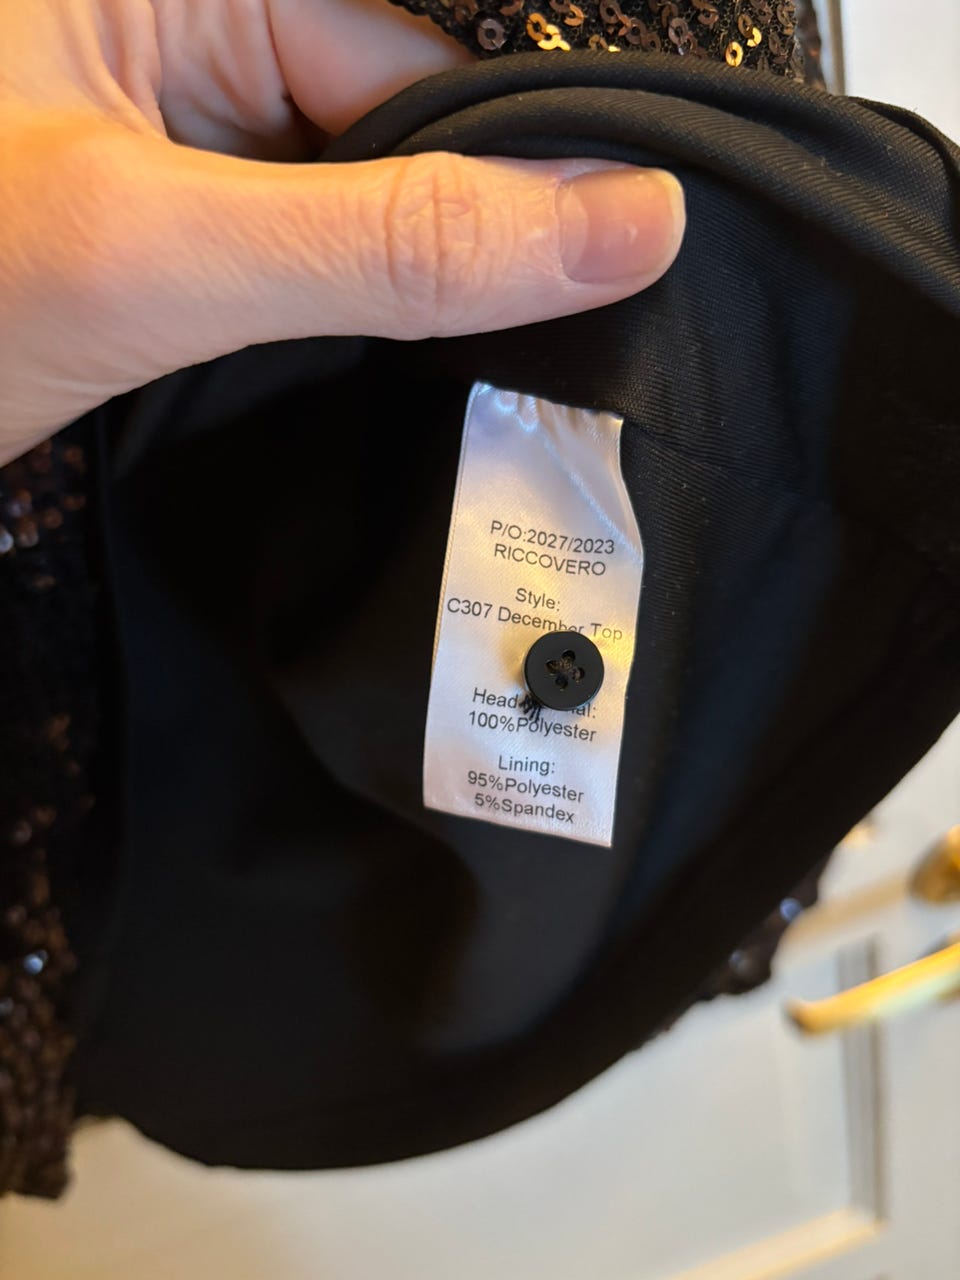 P/O:2027/2023
RICCOVERO
Style:
C307 December Top
Head
100%Polyester
Lining:
95%Polyester
5%Spandex